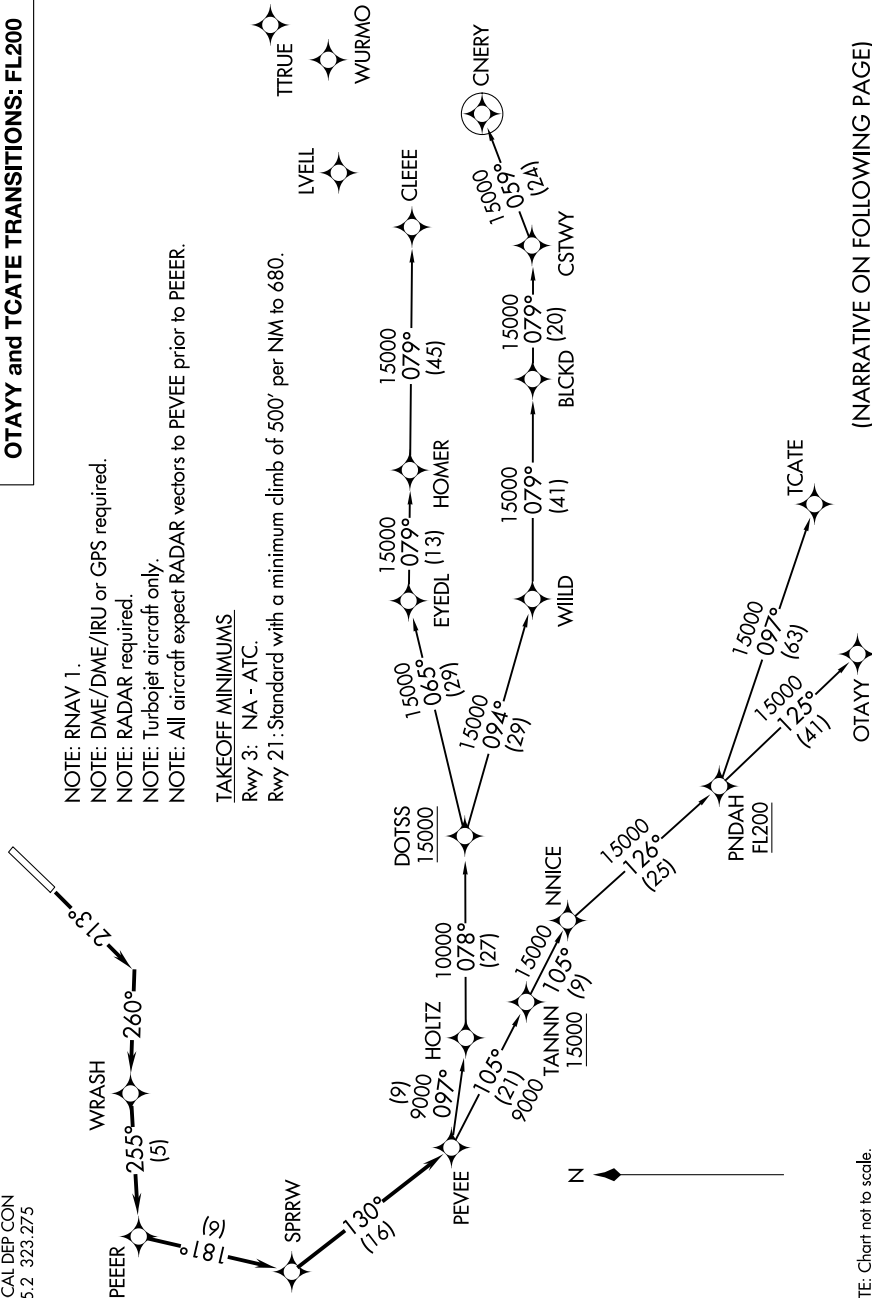 OTAYY and TCATE TRANSITIONS: FL200
CAL DEP CON
5.2 323.275
NOTE: RNAV 1.
NOTE: DME/DME/IRU or GPS required.
NOTE: RADAR required.
NOTE: Turbojet aircraft only.
NOTE: All aircraft expect RADAR vectors to PEVEE prior to PEEER.
TAKEOFF MINIMUMS
Rwy 3: NA - ATC.
Rwy 21: Standard with a minimum climb of 500' per NM to 680.
TTRUE
WURMO
LVELL
213°
260°
WRASH
255°
(5)
PEEER
181°
(6)
SPRRW
130°
(16)
PEVEE
(9)
9000
097°
HOLTZ
10000
078°
(27)
DOTSS
15000
15000
065°
(29)
EYEDL
15000
079°
(13)
HOMER
15000
079°
(45)
CLEEE
15000
094°
(29)
WIILD
15000
079°
(41)
BLCKD
15000
079°
(20)
CSTWY
15000
059°
(24)
CNERY
105°
(21)
9000
TANNN
15000
15000
105°
(9)
NNICE
15000
126°
(25)
PNDAH
FL200
15000
097°
(63)
TCATE
15000
125°
(41)
OTAYY
N
TE: Chart not to scale.
(NARRATIVE ON FOLLOWING PAGE)